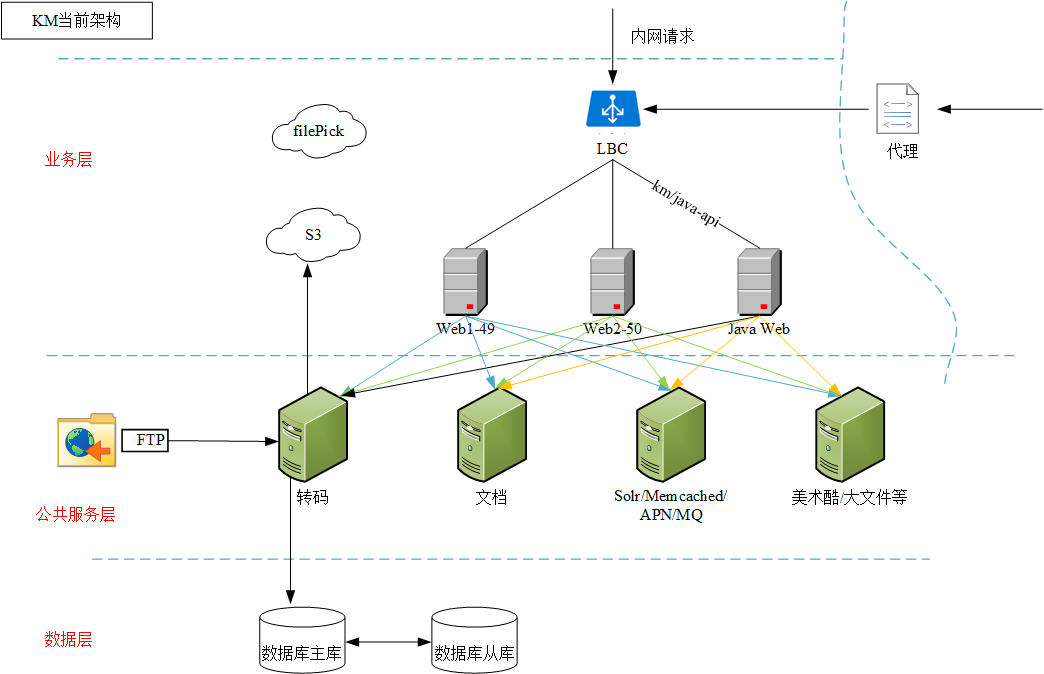 KM当前架构
内网请求
filePick
业务层
LBC
代理
km/java-api
S3
Web1-49
Web2-50
Java Web
FTP
转码
文档
Solr/Memcached/
APN/MQ
美术酷/大文件等
公共服务层
数据层
数据库主库
数据库从库